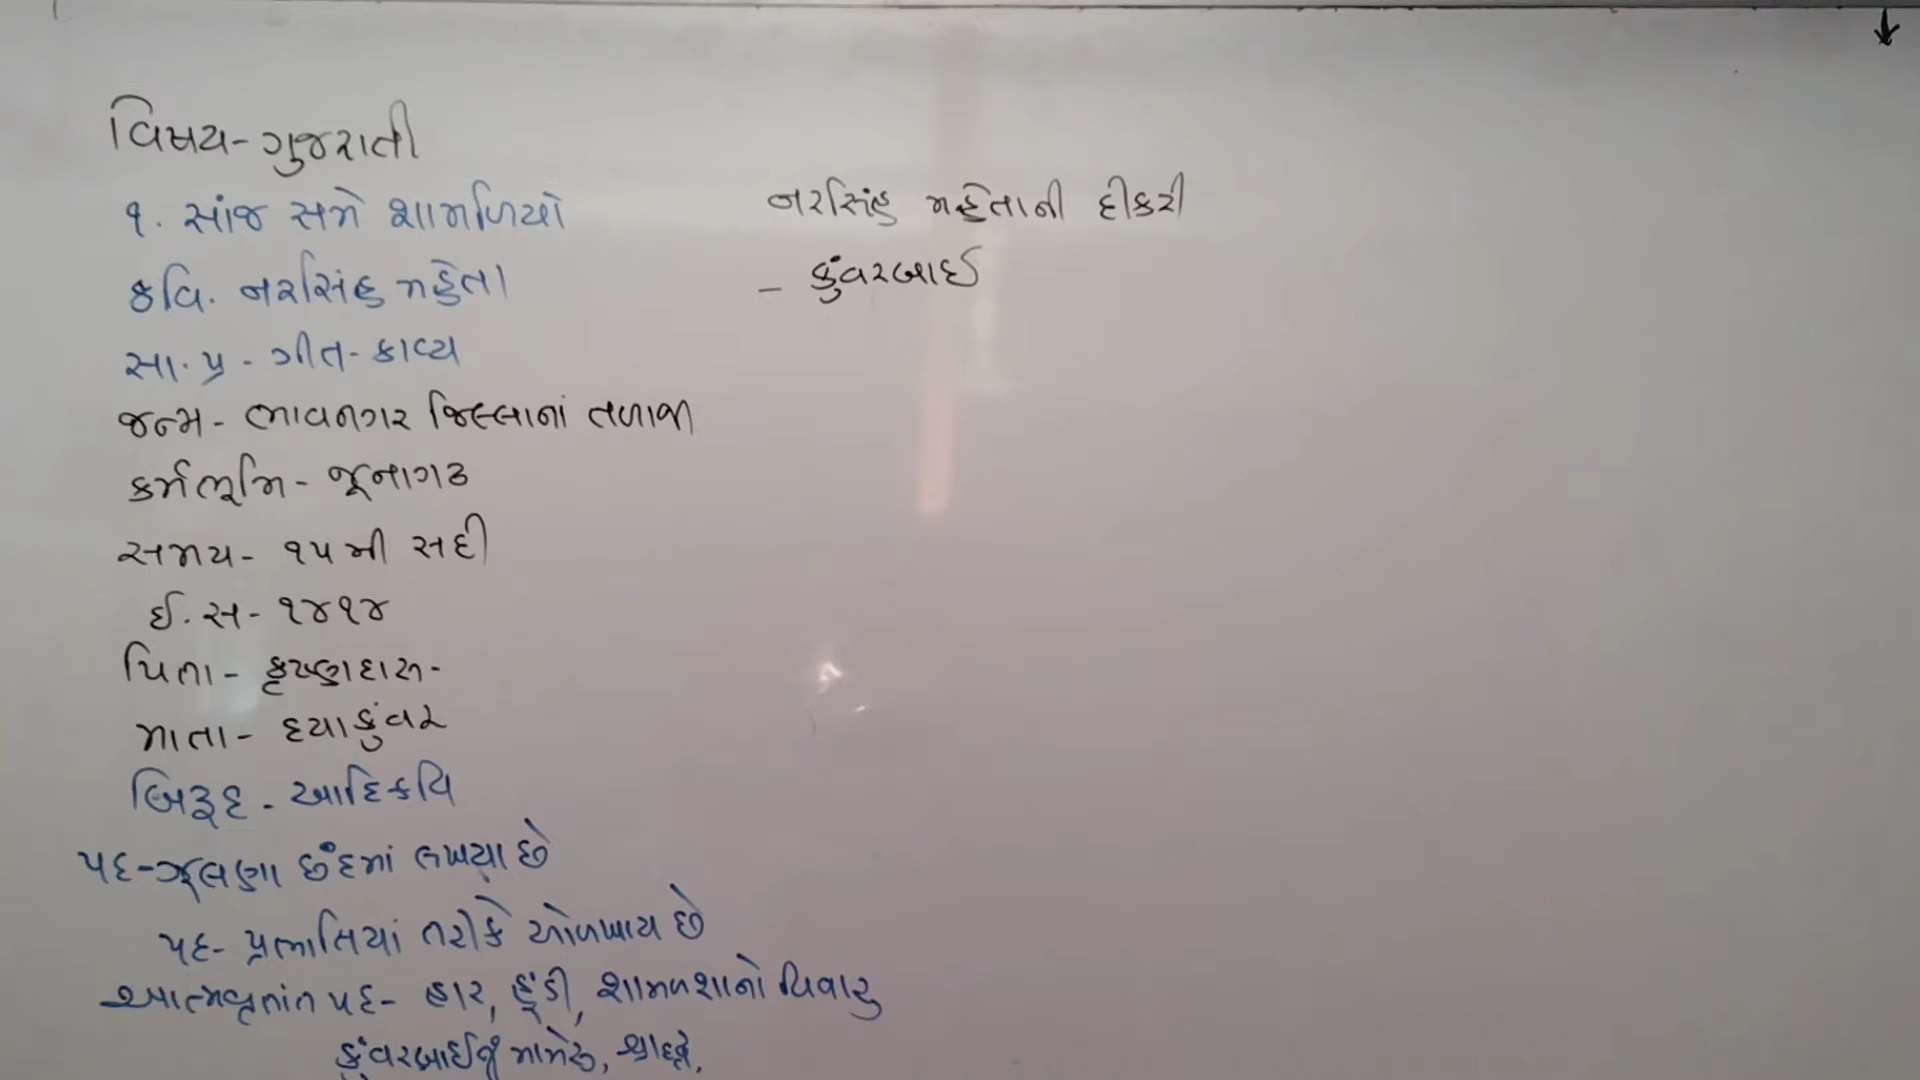 વિષય- ગુજરાતી
૧. સાંજ સમે શામળિયો
કવિ. નરસિંહ મહેતા
સા. પ્ર - ગીત- કાવ્ય
જન્મ- ભાવનગર જિલ્લાનાં તળાજા
કર્મભૂમિ- જૂનાગઢ
સમય- ૧૫મી સદી
ઈ. સ- ૧૪૧૪
પિતા- કૃષ્ણદાસ-
માતા- દયાકુંવર
બિરૂદ - આદિકવિ
પદ-ઝૂલણા છંદમાં લખ્યા છે
પદ- પ્રભાતિયાં તરીકે ઓળખાય છે
આત્મવૃતાંત પદ- હાર, હૂંડી, શામળશાનો વિવાહ
કુંવરબાઈનું મામેરૂ, શ્રાદ્ધ,
નરસિંહ મહેતાની દીકરી
- કુંવરબાઈ